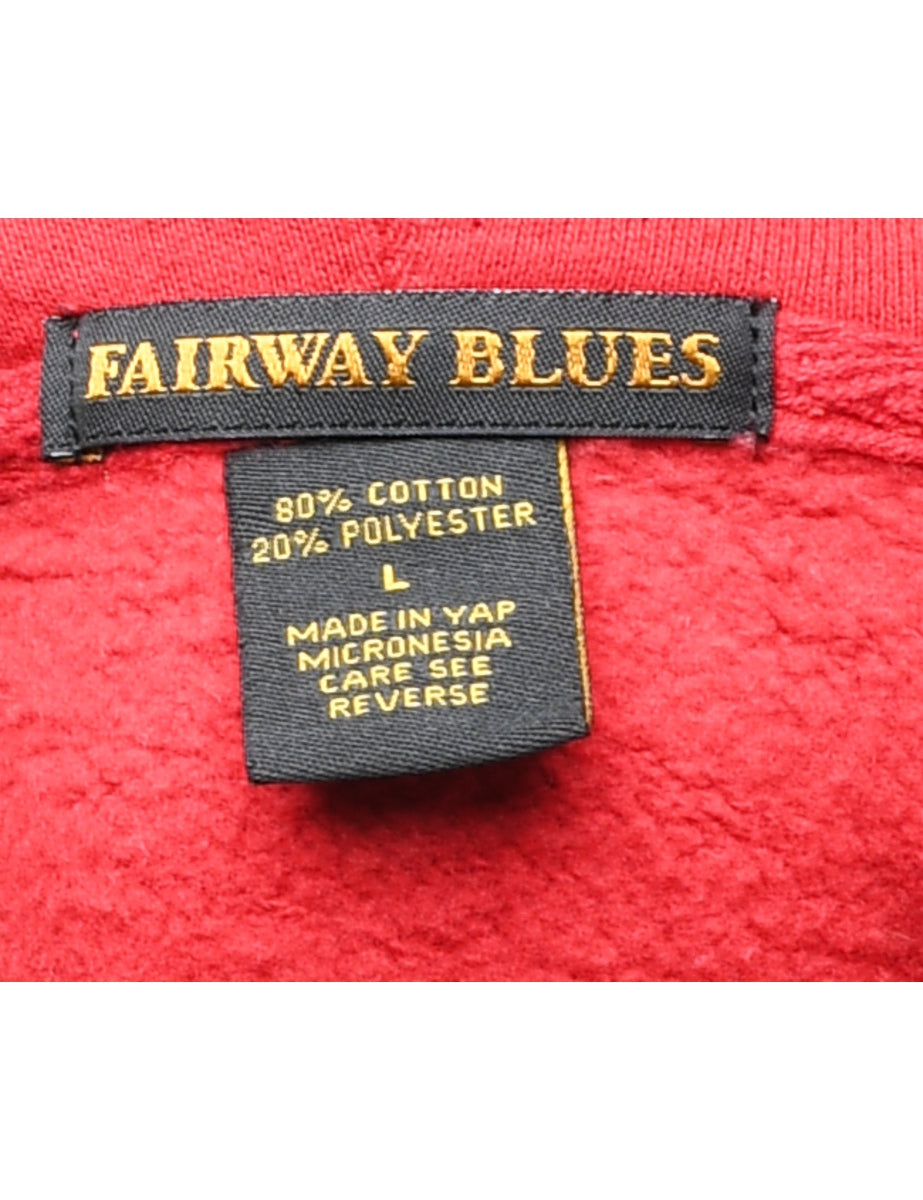 FAIRWAY BLUES
80% COTTON
20% POLYESTER
L
MADE IN YAP
MICRONESIA
CARE SEE
REVERSE